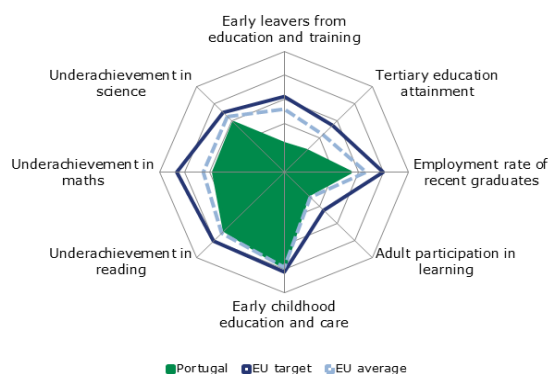 Early leavers from
education and training
Underachievement in
science
Tertiary education
attainment
Underachievement in
maths
Employment rate of
recent graduates
Underachievement in
reading
Adult participation in
learning
Early childhood
education and care
Portugal EU target EU average